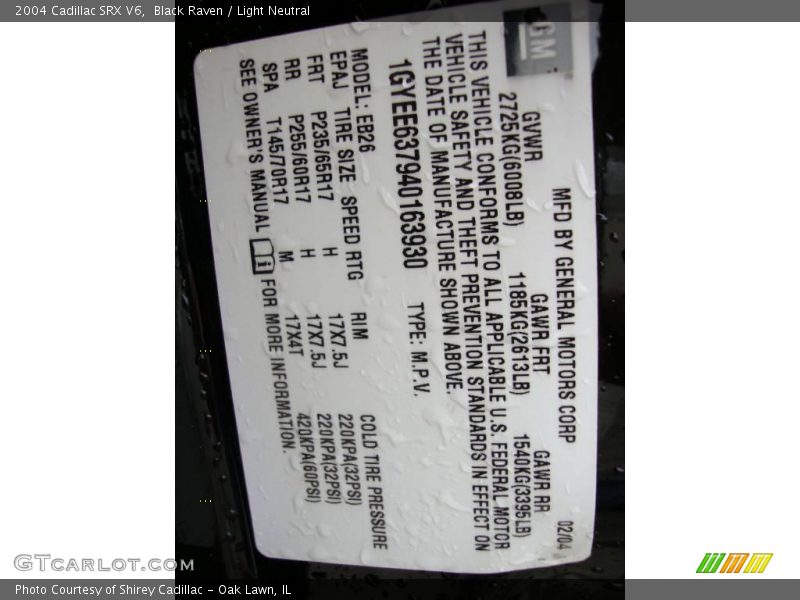 2004 Cadillac SRX V6, Black Raven / Light Neutral
GM
MFD BY GENERAL MOTORS CORP 02/04
GVWR GAWR FRT GAWR RR
2725KG(6008LB) 1185KG(2613LB) 1540KG(3395LB)
THIS VEHICLE CONFORMS TO ALL APPLICABLE U.S. FEDERAL MOTOR
VEHICLE SAFETY AND THEFT PREVENTION STANDARDS IN EFFECT ON
THE DATE OF MANUFACTURE SHOWN ABOVE.
1GYEE637940163930 TYPE: M.P.V.
MODEL: EB26
EPAJ TIRE SIZE SPEED RTG RIM COLD TIRE PRESSURE
FRT P235/65R17 H 17X7.5J 220KPA(32PSI)
RR P255/60R17 H 17X7.5J 220KPA(32PSI)
SPA T145/70R17 M 17X4T 420KPA(60PSI)
SEE OWNER'S MANUAL i FOR MORE INFORMATION.
GTCarLot.com
Photo Courtesy of Shirey Cadillac - Oak Lawn, IL